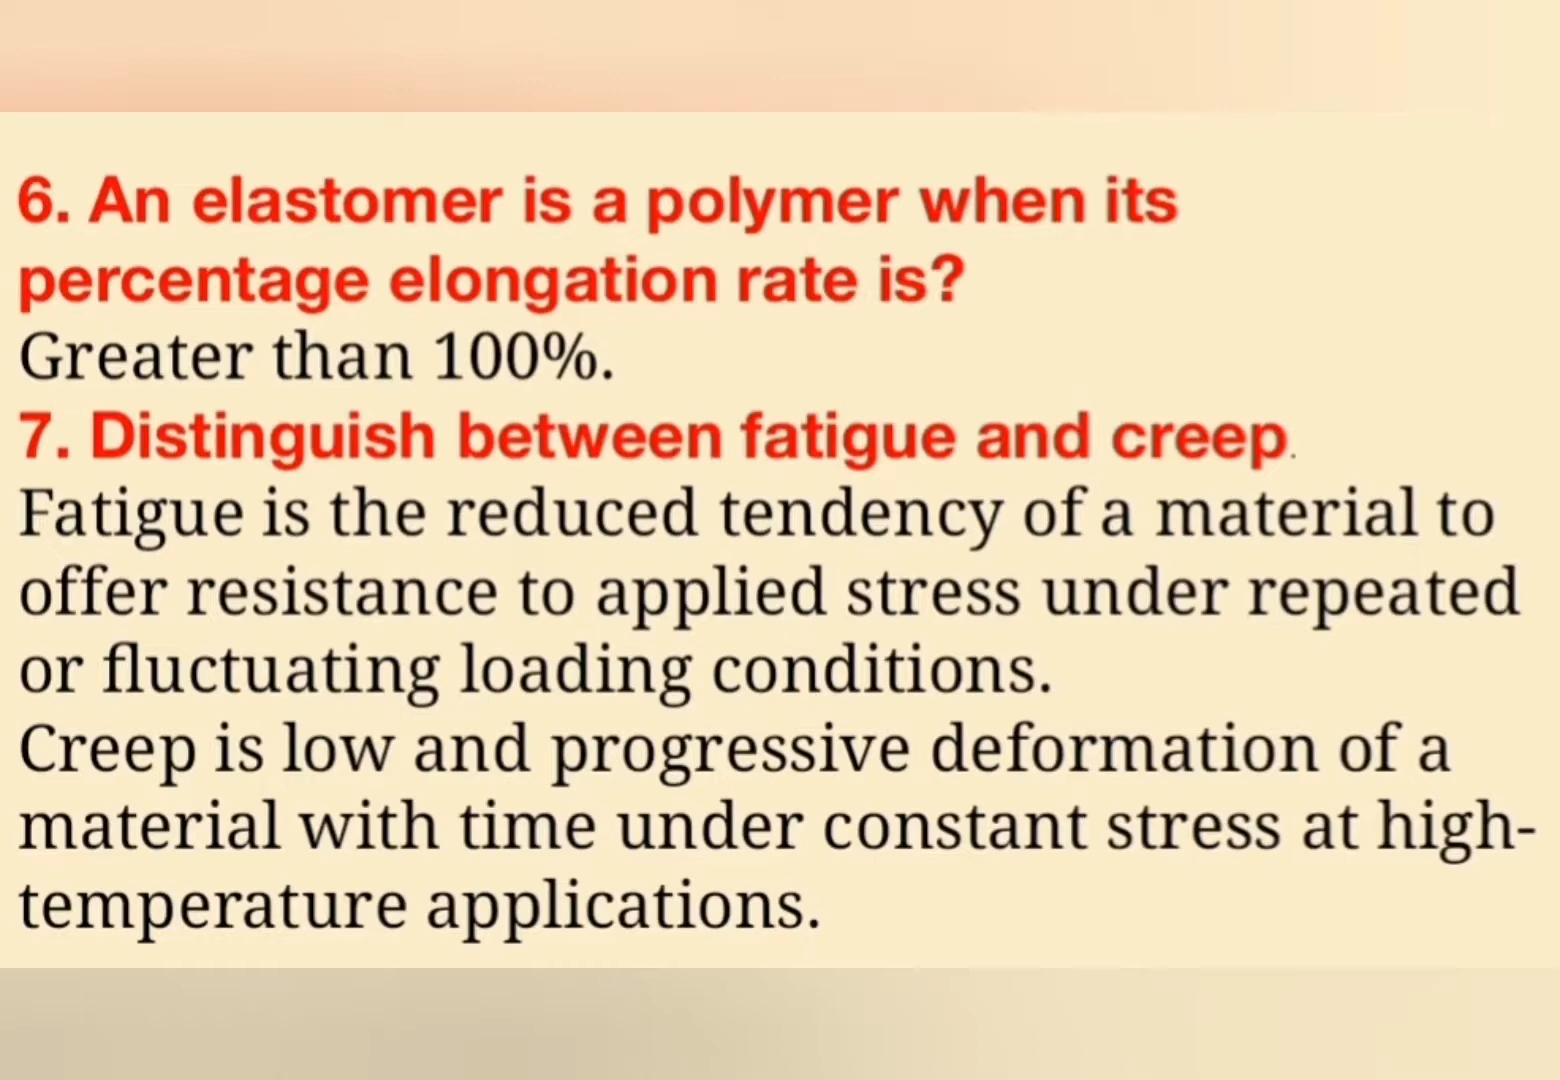 6. An elastomer is a polymer when its
percentage elongation rate is?
Greater than 100%.
7. Distinguish between fatigue and creep.
Fatigue is the reduced tendency of a material to
offer resistance to applied stress under repeated
or fluctuating loading conditions.
Creep is low and progressive deformation of a
material with time under constant stress at high-
temperature applications.